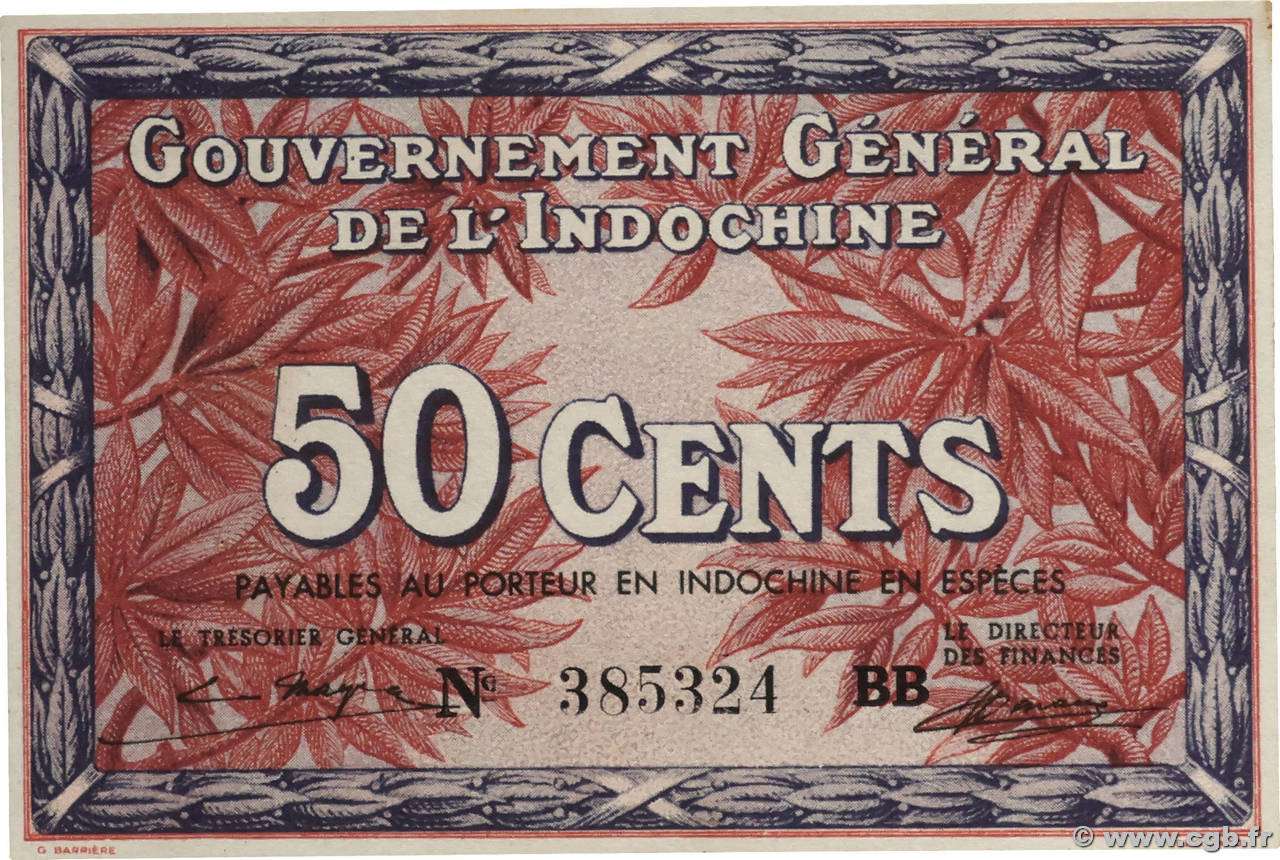 GOUVERNEMENT GÉNÉRAL
DE L'INDOCHINE
50 CENTS
PAYABLES AU PORTEUR EN INDOCHINE EN ESPÈCES
LE TRÉSORIER GÉNÉRAL
LE DIRECTEUR
DES FINANCES
No 385324 BB
G. BARRIÈRE
© www.cgb.fr